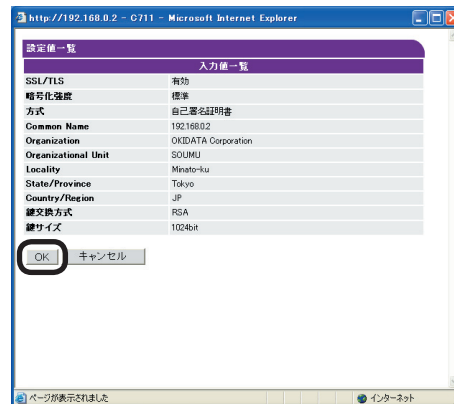 http://192.168.0.2 - C711 - Microsoft Internet Explorer
設定値一覧
入力値一覧
SSL/TLS 有効
暗号化強度 標準
方式 自己署名証明書
Common Name 192.168.0.2
Organization OKIDATA Corporation
Organizational Unit SOUMU
Locality Minato-ku
State/Province Tokyo
Country/Region JP
鍵交換方式 RSA
鍵サイズ 1024bit
OK キャンセル
ページが表示されました インターネット